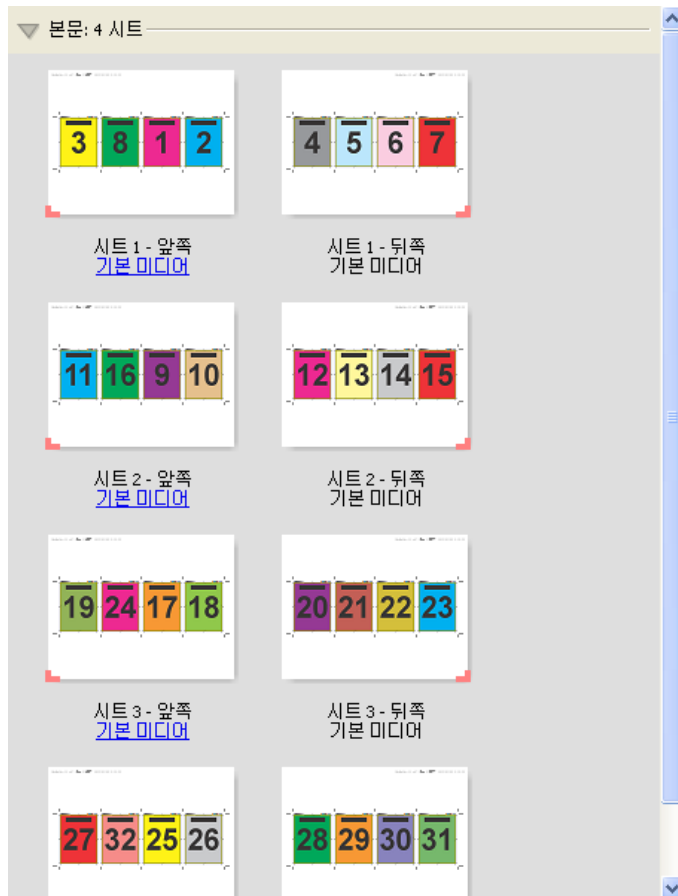 본문: 4 시트
3 8 1 2
4 5 6 7
시트 1 - 앞쪽
기본 미디어
시트 1 - 뒤쪽
기본 미디어
11 16 9 10
12 13 14 15
시트 2 - 앞쪽
기본 미디어
시트 2 - 뒤쪽
기본 미디어
19 24 17 18
20 21 22 23
시트 3 - 앞쪽
기본 미디어
시트 3 - 뒤쪽
기본 미디어
27 32 25 26
28 29 30 31